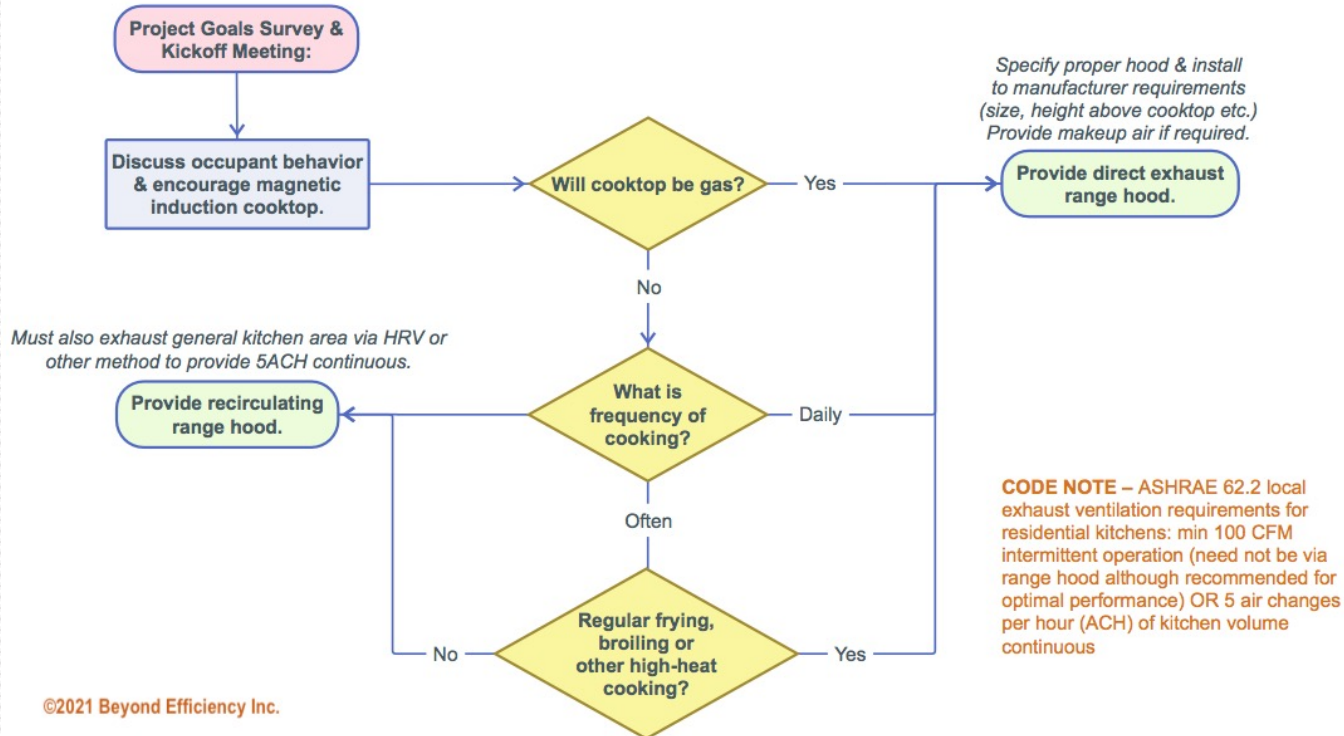 Project Goals Survey &
Kickoff Meeting:
Discuss occupant behavior
& encourage magnetic
induction cooktop.
Will cooktop be gas?
Yes
Specify proper hood & install
to manufacturer requirements
(size, height above cooktop etc.)
Provide makeup air if required.
Provide direct exhaust
range hood.
No
Must also exhaust general kitchen area via HRV or
other method to provide 5ACH continuous.
Provide recirculating
range hood.
What is
frequency of
cooking?
Daily
Often
Regular frying,
broiling or
other high-heat
cooking?
No
Yes
CODE NOTE – ASHRAE 62.2 local
exhaust ventilation requirements for
residential kitchens: min 100 CFM
intermittent operation (need not be via
range hood although recommended for
optimal performance) OR 5 air changes
per hour (ACH) of kitchen volume
continuous
©2021 Beyond Efficiency Inc.